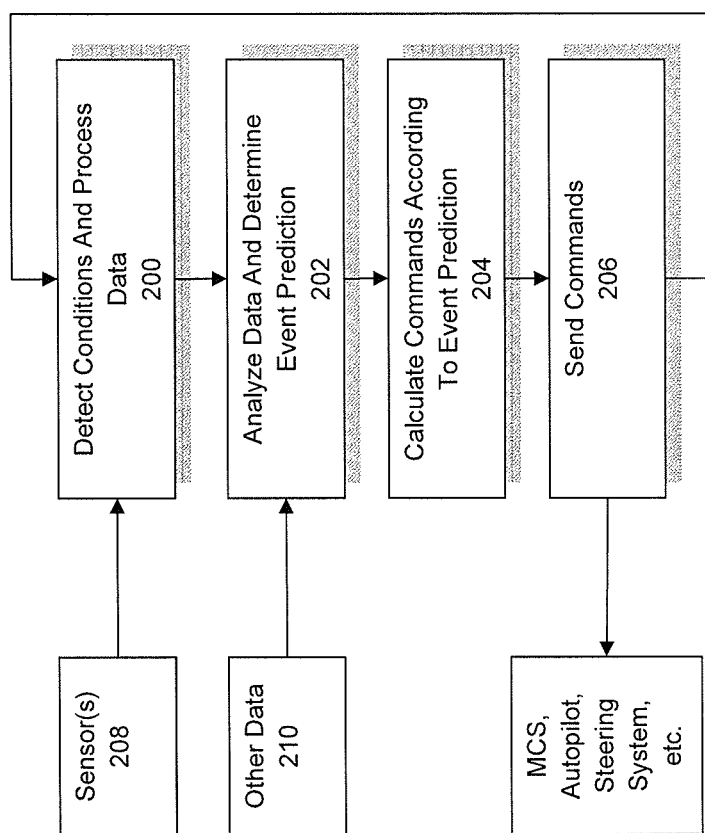 Sensor(s)
208
Detect Conditions And Process
Data
200
Other Data
210
Analyze Data And Determine
Event Prediction
202
Calculate Commands According
To Event Prediction
204
MCS,
Autopilot,
Steering
System,
etc.
Send Commands
206